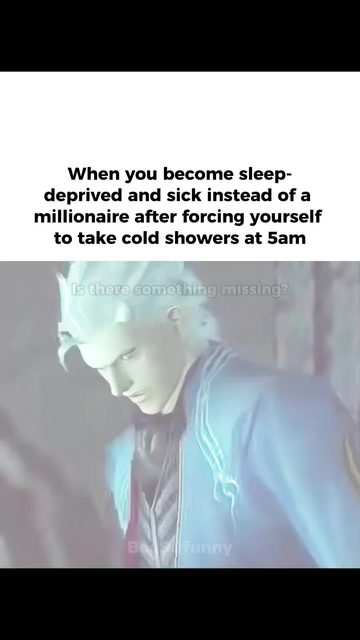 When you become sleep-
deprived and sick instead of a
millionaire after forcing yourself
to take cold showers at 5am
Is there something missing?